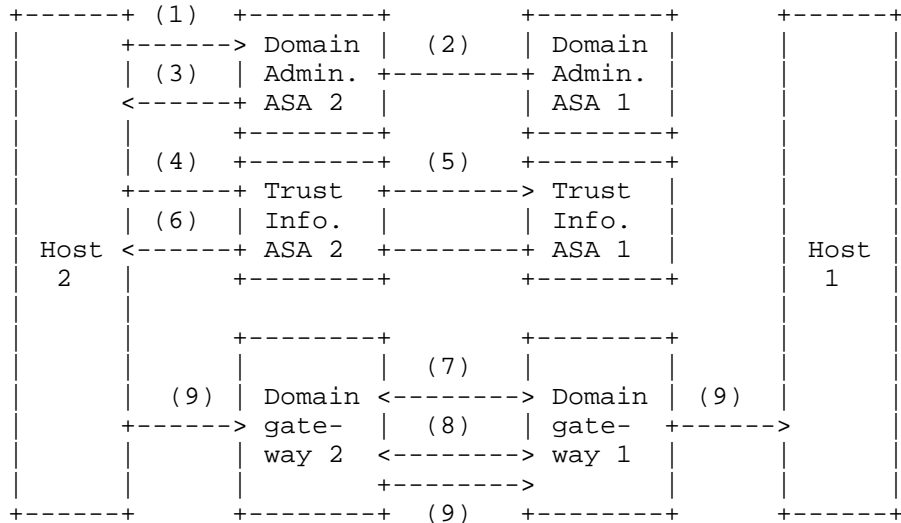 +------+ (1)  +--------+        +--------+       +------+
|      +------> Domain |  (2)   | Domain |       |      |
|      | (3)  | Admin. +--------+ Admin. |       |      |
|      <------+ ASA 2  |        | ASA 1  |       |      |
|      |      +--------+        +--------+       |      |
|      | (4)  +--------+  (5)   +--------+       |      |
|      +------+ Trust  +--------> Trust  |       |      |
|      | (6)  | Info.  |        | Info.  |       |      |
| Host <------+ ASA 2  +--------+ ASA 1  |       | Host |
|  2   |      +--------+        +--------+       |  1   |
|      |                                         |      |
|      |      +--------+        +--------+       |      |
|      |      |        |  (7)   |        |       |      |
|      |  (9) | Domain <--------> Domain |  (9)  |      |
|      +------> gate-  |  (8)   | gate-  +------>       |
|      |      | way 2  <--------> way 1  |       |      |
|      |      |        +-------->        |       |      |
+------+      +--------+  (9)   +--------+       +------+